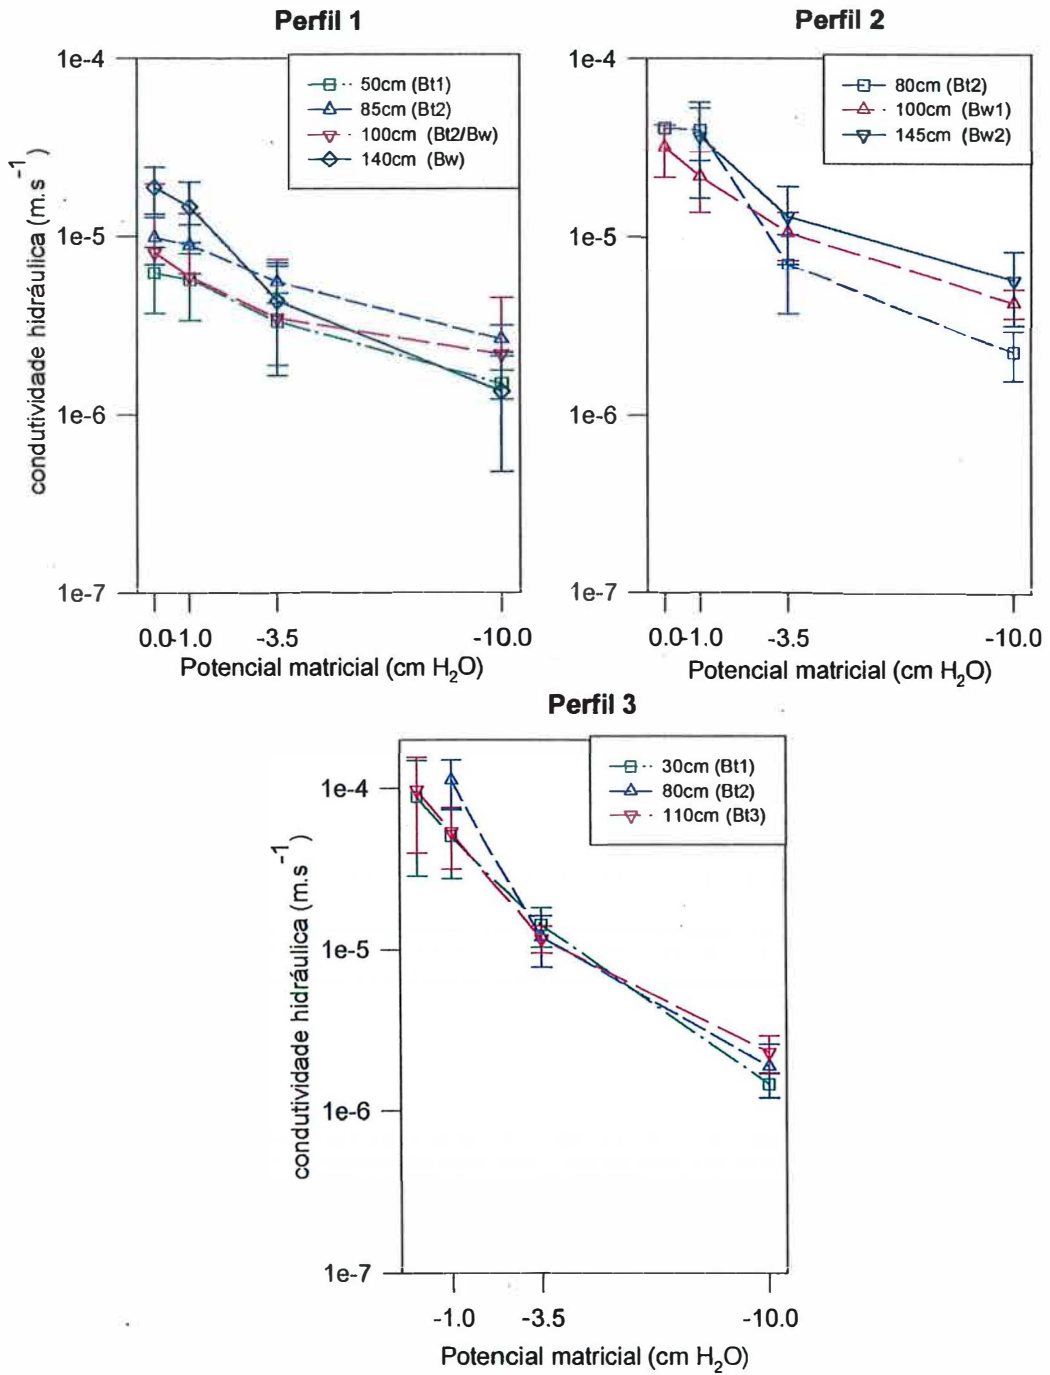 Perfil 1
1e-4
1e-5
1e-6
1e-7
condutividade hidráulica (m.s⁻¹)
50cm (Bt1)
85cm (Bt2)
100cm (Bt2/Bw)
140cm (Bw)
0.0 -1.0 -3.5 -10.0
Potencial matricial (cm H₂O)
Perfil 2
1e-4
1e-5
1e-6
1e-7
80cm (Bt2)
100cm (Bw1)
145cm (Bw2)
0.0 -1.0 -3.5 -10.0
Potencial matricial (cm H₂O)
Perfil 3
1e-4
1e-5
1e-6
1e-7
condutividade hidráulica (m.s⁻¹)
30cm (Bt1)
80cm (Bt2)
110cm (Bt3)
-1.0 -3.5 -10.0
Potencial matricial (cm H₂O)